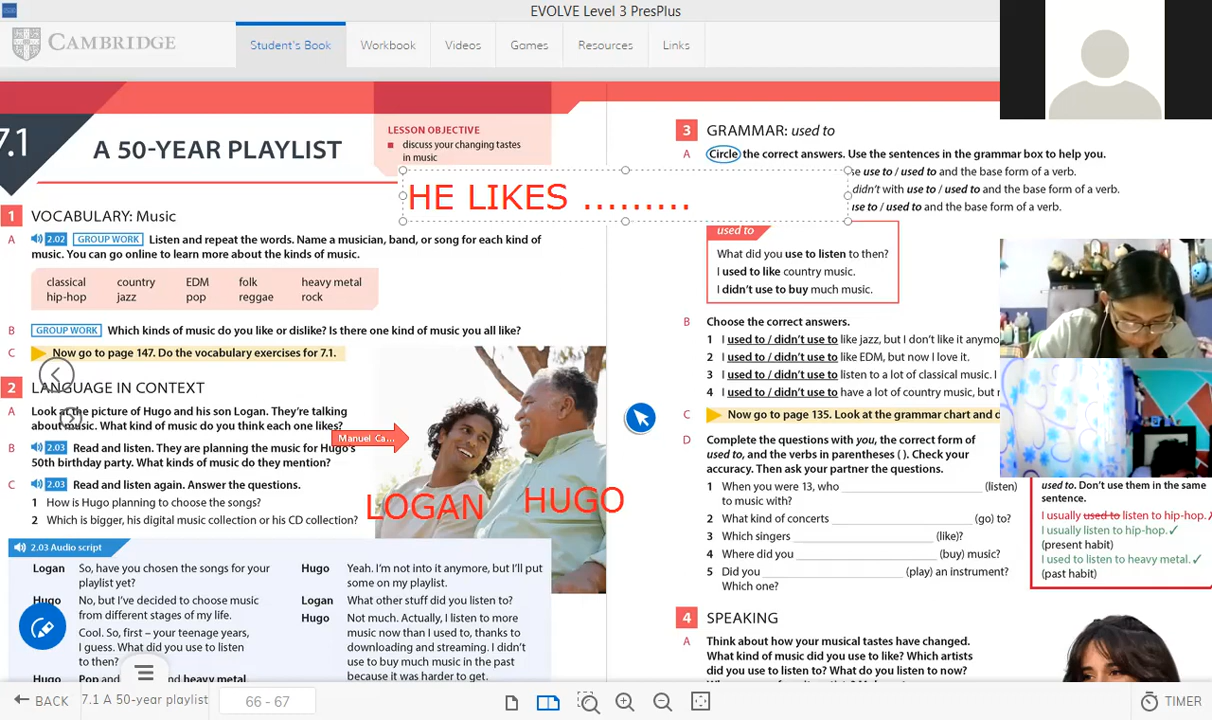 EVOLVE Level 3 PresPlus
CAMBRIDGE
Student's Book
Workbook
Videos
Games
Resources
Links
7.1
A 50-YEAR PLAYLIST
LESSON OBJECTIVE
discuss your changing tastes
in music
HE LIKES .........
1 VOCABULARY: Music
A 2.02 GROUP WORK Listen and repeat the words. Name a musician, band, or song for each kind of
music. You can go online to learn more about the kinds of music.
classical country EDM folk heavy metal
hip-hop jazz pop reggae rock
B GROUP WORK Which kinds of music do you like or dislike? Is there one kind of music you all like?
C Now go to page 147. Do the vocabulary exercises for 7.1.
2 LANGUAGE IN CONTEXT
A Look at the picture of Hugo and his son Logan. They're talking
about music. What kind of music do you think each one likes?
B 2.03 Read and listen. They are planning the music for Hugo's
50th birthday party. What kinds of music do they mention?
C 2.03 Read and listen again. Answer the questions.
1 How is Hugo planning to choose the songs?
2 Which is bigger, his digital music collection or his CD collection?
Manuel Ca...
LOGAN
HUGO
2.03 Audio script
Logan So, have you chosen the songs for your
playlist yet?
Hugo No, but I've decided to choose music
from different stages of my life.
Cool. So, first – your teenage years,
I guess. What did you use to listen
to then?
Hugo Pop and heavy metal
Hugo Yeah. I'm not into it anymore, but I'll put
some on my playlist.
Logan What other stuff did you listen to?
Hugo Not much. Actually, I listen to more
music now than I used to, thanks to
downloading and streaming. I didn't
use to buy much music in the past
because it was harder to get.
3 GRAMMAR: used to
A Circle the correct answers. Use the sentences in the grammar box to help you.
use to / used to and the base form of a verb.
didn't with use to / used to and the base form of a verb.
use to / used to and the base form of a verb.
used to
What did you use to listen to then?
I used to like country music.
I didn't use to buy much music.
B Choose the correct answers.
1 I used to / didn't use to like jazz, but I don't like it anymo
2 I used to / didn't use to like EDM, but now I love it.
3 I used to / didn't use to listen to a lot of classical music. I
4 I used to / didn't use to have a lot of country music, but
C Now go to page 135. Look at the grammar chart and d
D Complete the questions with you, the correct form of
used to, and the verbs in parentheses ( ). Check your
accuracy. Then ask your partner the questions.
1 When you were 13, who ____________ (listen)
to music with?
2 What kind of concerts ____________ (go) to?
3 Which singers ____________ (like)?
4 Where did you ____________ (buy) music?
5 Did you ____________ (play) an instrument?
Which one?
used to. Don't use them in the same
sentence.
I usually used to listen to hip-hop.
I usually listen to hip-hop. ✓
(present habit)
I used to listen to heavy metal. ✓
(past habit)
4 SPEAKING
A Think about how your musical tastes have changed.
What kind of music did you use to like? Which artists
did you use to listen to? What do you listen to now?
BACK
7.1 A 50-year playlist
66 - 67
TIMER